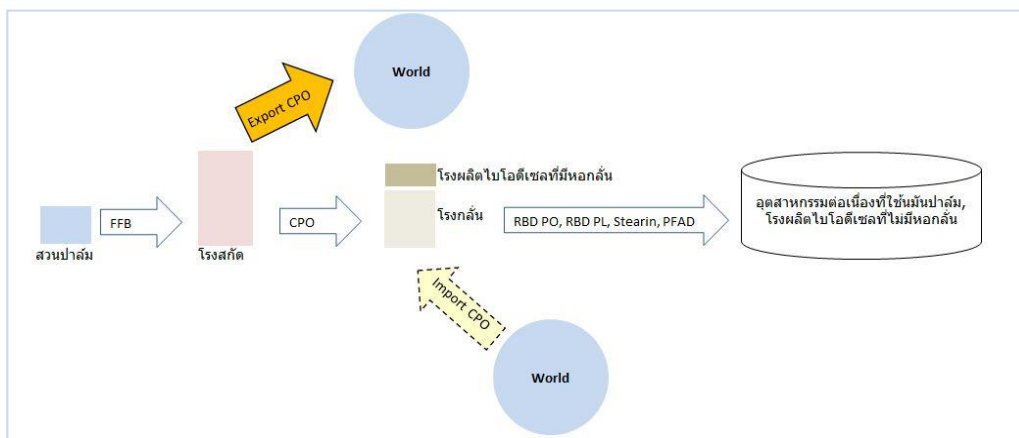 World
Export CPO
โรงผลิตไบโอดีเซลที่มีหอกลั่น
สวนปาล์ม
FFB
โรงสกัด
CPO
โรงกลั่น
RBD PO, RBD PL, Stearin, PFAD
อุตสาหกรรมต่อเนื่องที่ใช้นมันปาล์ม,
โรงผลิตไบโอดีเซลที่ไม่มีหอกลั่น
Import CPO
World